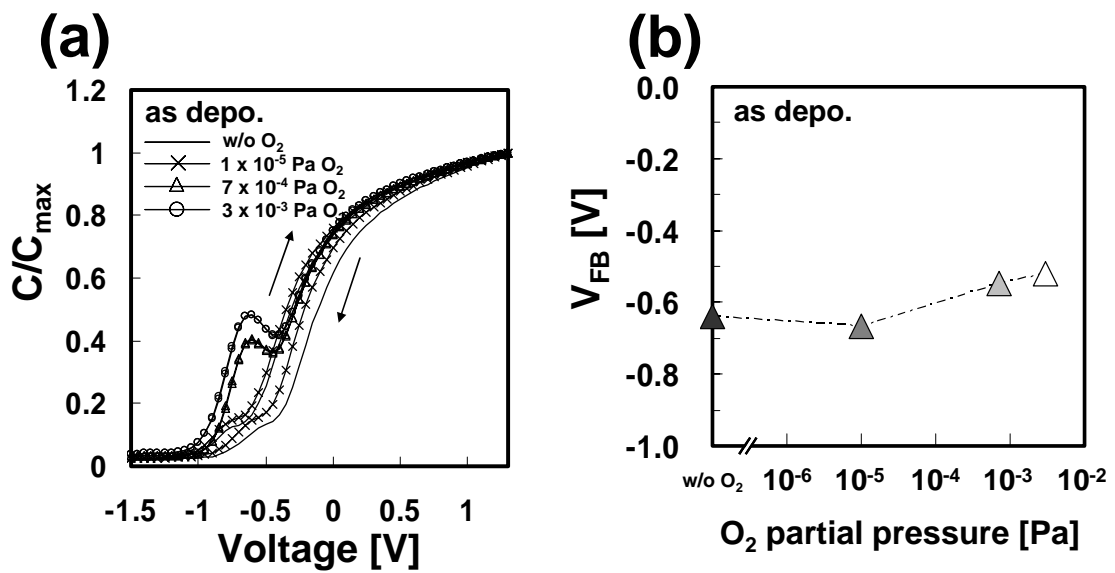 (a)
1.2
1
0.8
0.6
0.4
0.2
0
-1.5 -1 -0.5 0 0.5 1
C/Cmax
Voltage [V]
as depo.
w/o O2
1 x 10-5 Pa O2
7 x 10-4 Pa O2
3 x 10-3 Pa O
(b)
0.0
-0.2
-0.4
-0.6
-0.8
-1.0
VFB [V]
as depo.
w/o O2 10-6 10-5 10-4 10-3 10-2
O2 partial pressure [Pa]